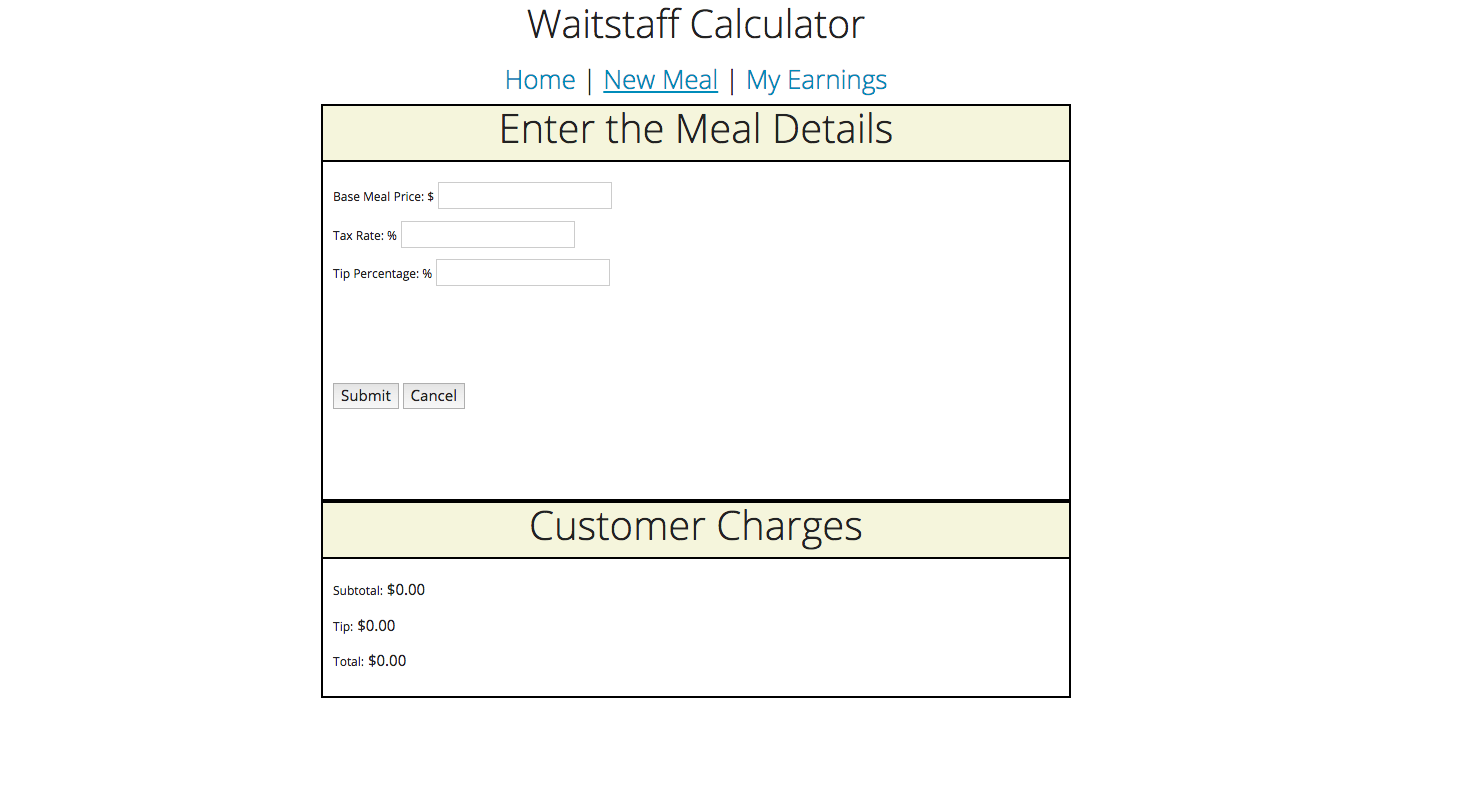 Waitstaff Calculator
Home | New Meal | My Earnings
Enter the Meal Details
Base Meal Price: $
Tax Rate: %
Tip Percentage: %
Submit Cancel
Customer Charges
Subtotal: $0.00
Tip: $0.00
Total: $0.00